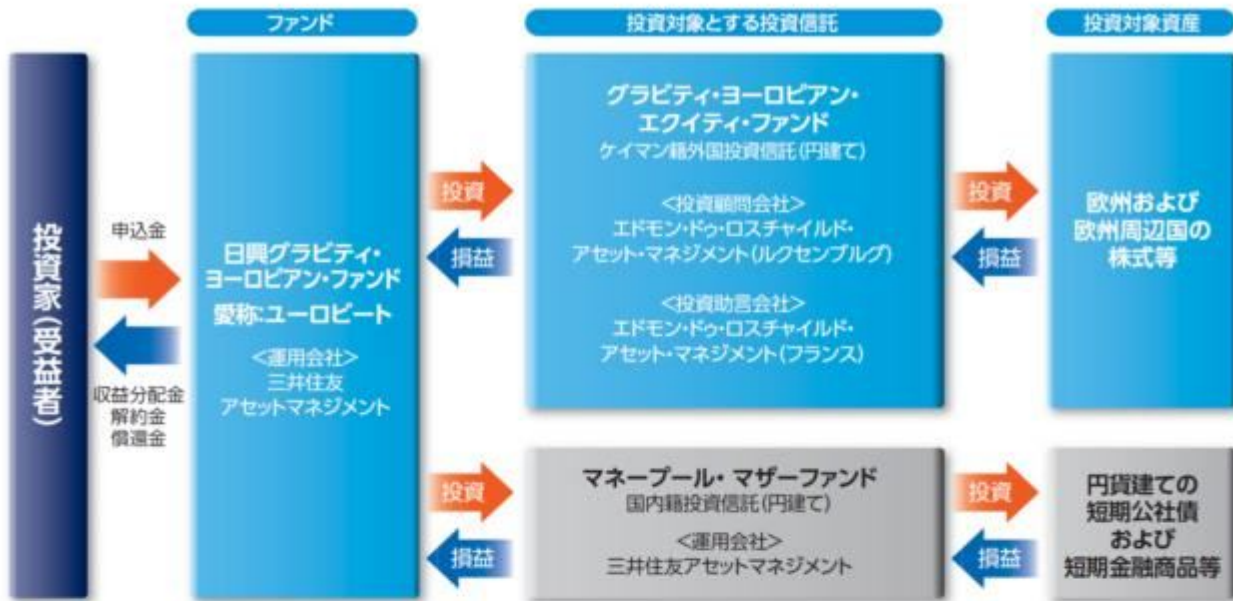 ファンド
投資対象とする投資信託
投資対象資産
投資家(受益者)
申込金
収益分配金
解約金
償還金
日興グラビティ・
ヨーロピアン・ファンド
愛称:ユーロビート
<運用会社>
三井住友
アセットマネジメント
投資
損益
グラビティ・ヨーロピアン・
エクイティ・ファンド
ケイマン籍外国投資信託(円建て)
<投資顧問会社>
エドモン・ドゥ・ロスチャイルド・
アセット・マネジメント(ルクセンブルグ)
<投資助言会社>
エドモン・ドゥ・ロスチャイルド・
アセット・マネジメント(フランス)
投資
損益
欧州および
欧州周辺国の
株式等
投資
損益
マネープール・マザーファンド
国内籍投資信託(円建て)
<運用会社>
三井住友アセットマネジメント
投資
損益
円貨建ての
短期公社債
および
短期金融商品等